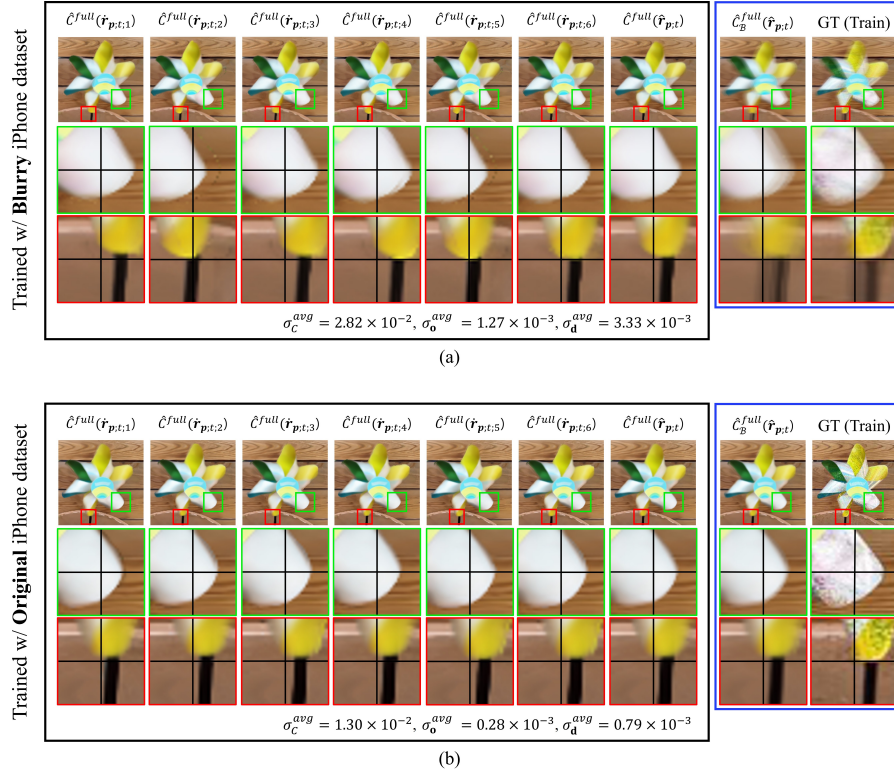 Ĉ^{full}(ṙ_{p;t;1}) Ĉ^{full}(ṙ_{p;t;2}) Ĉ^{full}(ṙ_{p;t;3}) Ĉ^{full}(ṙ_{p;t;4}) Ĉ^{full}(ṙ_{p;t;5}) Ĉ^{full}(ṙ_{p;t;6}) Ĉ^{full}(r̂_{p;t}) Ĉ_ℬ^{full}(r̂_{p;t}) GT (Train)
Trained w/ Blurry iPhone dataset
σ_C^{avg} = 2.82 × 10⁻², σ_𝐨^{avg} = 1.27 × 10⁻³, σ_𝐝^{avg} = 3.33 × 10⁻³
(a)
Ĉ^{full}(ṙ_{p;t;1}) Ĉ^{full}(ṙ_{p;t;2}) Ĉ^{full}(ṙ_{p;t;3}) Ĉ^{full}(ṙ_{p;t;4}) Ĉ^{full}(ṙ_{p;t;5}) Ĉ^{full}(ṙ_{p;t;6}) Ĉ^{full}(r̂_{p;t}) Ĉ_ℬ^{full}(r̂_{p;t}) GT (Train)
Trained w/ Original iPhone dataset
σ_C^{avg} = 1.30 × 10⁻², σ_𝐨^{avg} = 0.28 × 10⁻³, σ_𝐝^{avg} = 0.79 × 10⁻³
(b)